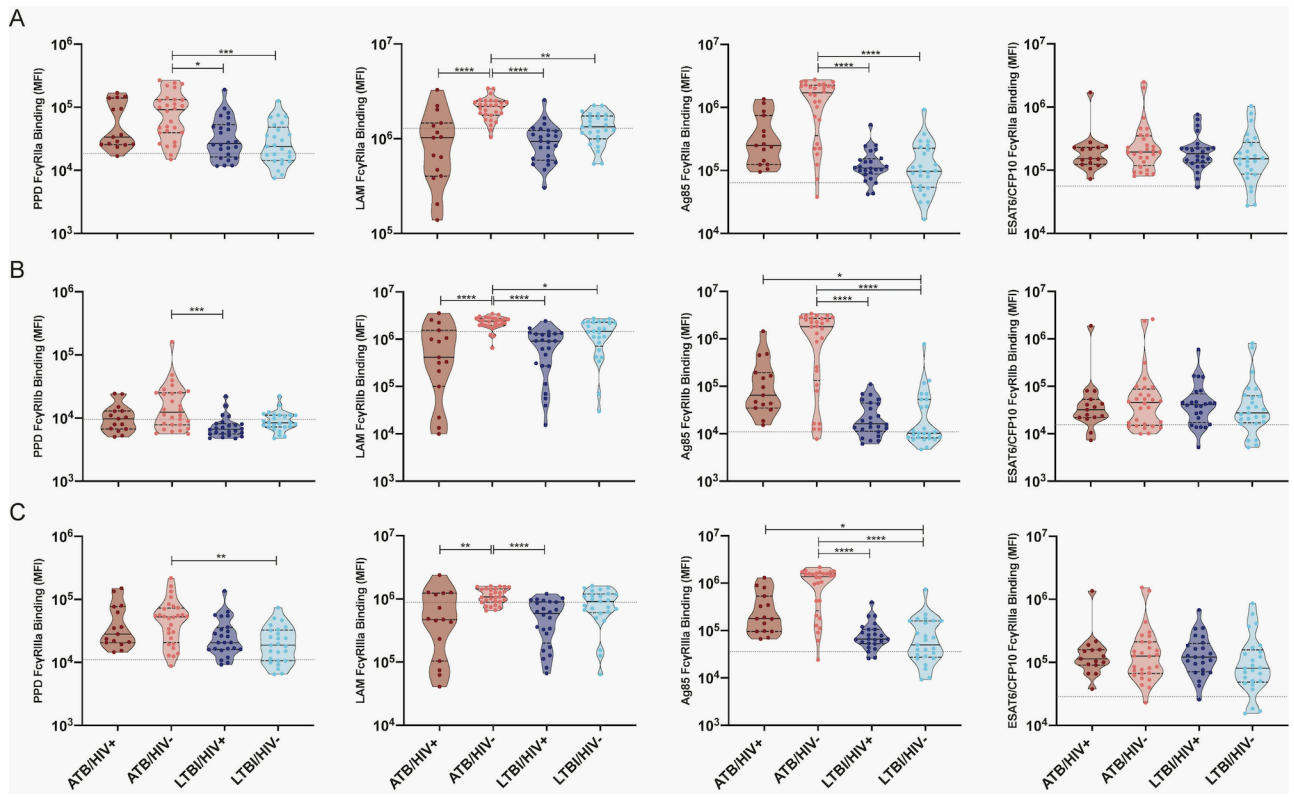 A
PPD FcγRIIa Binding (MFI)
10⁶
10⁵
10⁴
10³
***
*
LAM FcγRIIa Binding (MFI)
10⁷
10⁶
10⁵
**
**** ****
Ag85 FcγRIIa Binding (MFI)
10⁷
10⁶
10⁵
10⁴
****
****
ESAT6/CFP10 FcγRIIa Binding (MFI)
10⁷
10⁶
10⁵
10⁴
B
PPD FcγRIIb Binding (MFI)
10⁶
10⁵
10⁴
10³
***
LAM FcγRIIb Binding (MFI)
10⁷
10⁶
10⁵
10⁴
10³
*
**** ****
Ag85 FcγRIIb Binding (MFI)
10⁷
10⁶
10⁵
10⁴
10³
*
****
****
ESAT6/CFP10 FcγRIIb Binding (MFI)
10⁷
10⁶
10⁵
10⁴
10³
C
PPD FcγRIIIa Binding (MFI)
10⁶
10⁵
10⁴
10³
**
ATB/HIV+
ATB/HIV-
LTBI/HIV+
LTBI/HIV-
LAM FcγRIIIa Binding (MFI)
10⁷
10⁶
10⁵
10⁴
** ****
ATB/HIV+
ATB/HIV-
LTBI/HIV+
LTBI/HIV-
Ag85 FcγRIIIa Binding (MFI)
10⁷
10⁶
10⁵
10⁴
10³
*
****
****
ATB/HIV+
ATB/HIV-
LTBI/HIV+
LTBI/HIV-
ESAT6/CFP10 FcγRIIIa Binding (MFI)
10⁷
10⁶
10⁵
10⁴
ATB/HIV+
ATB/HIV-
LTBI/HIV+
LTBI/HIV-